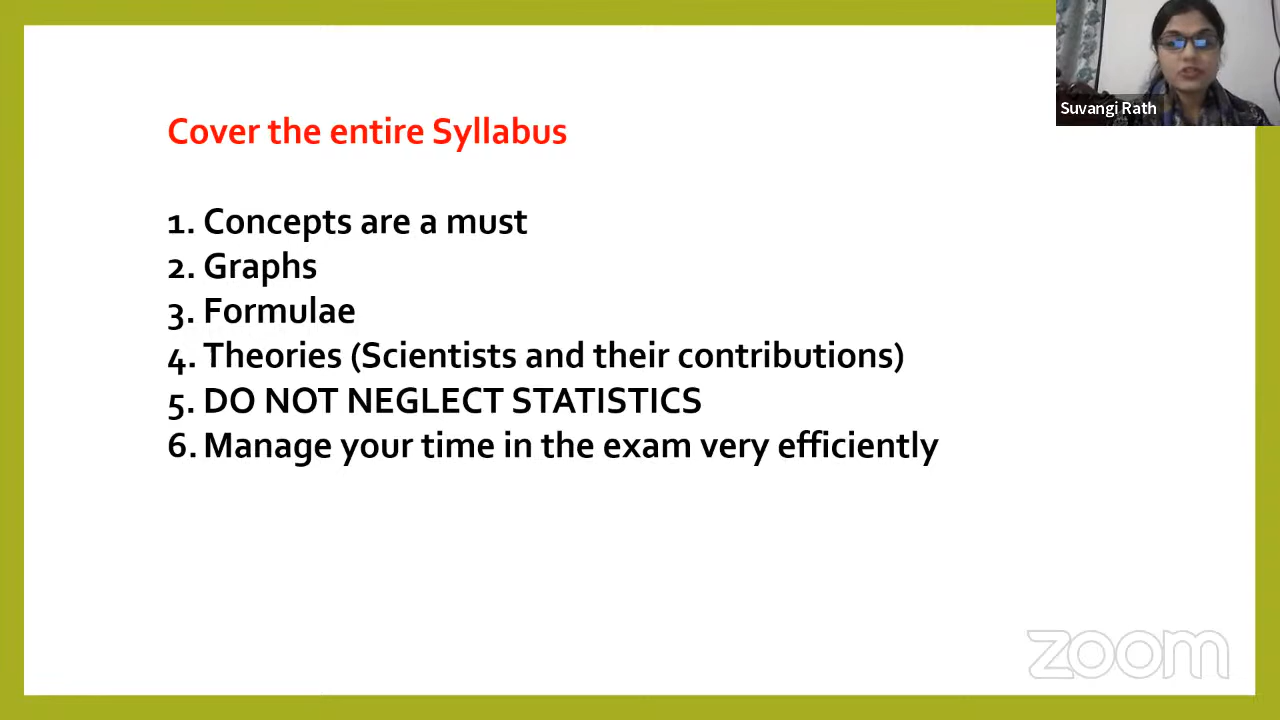 Suvangi Rath
Cover the entire Syllabus
1. Concepts are a must
2. Graphs
3. Formulae
4. Theories (Scientists and their contributions)
5. DO NOT NEGLECT STATISTICS
6. Manage your time in the exam very efficiently
zoom